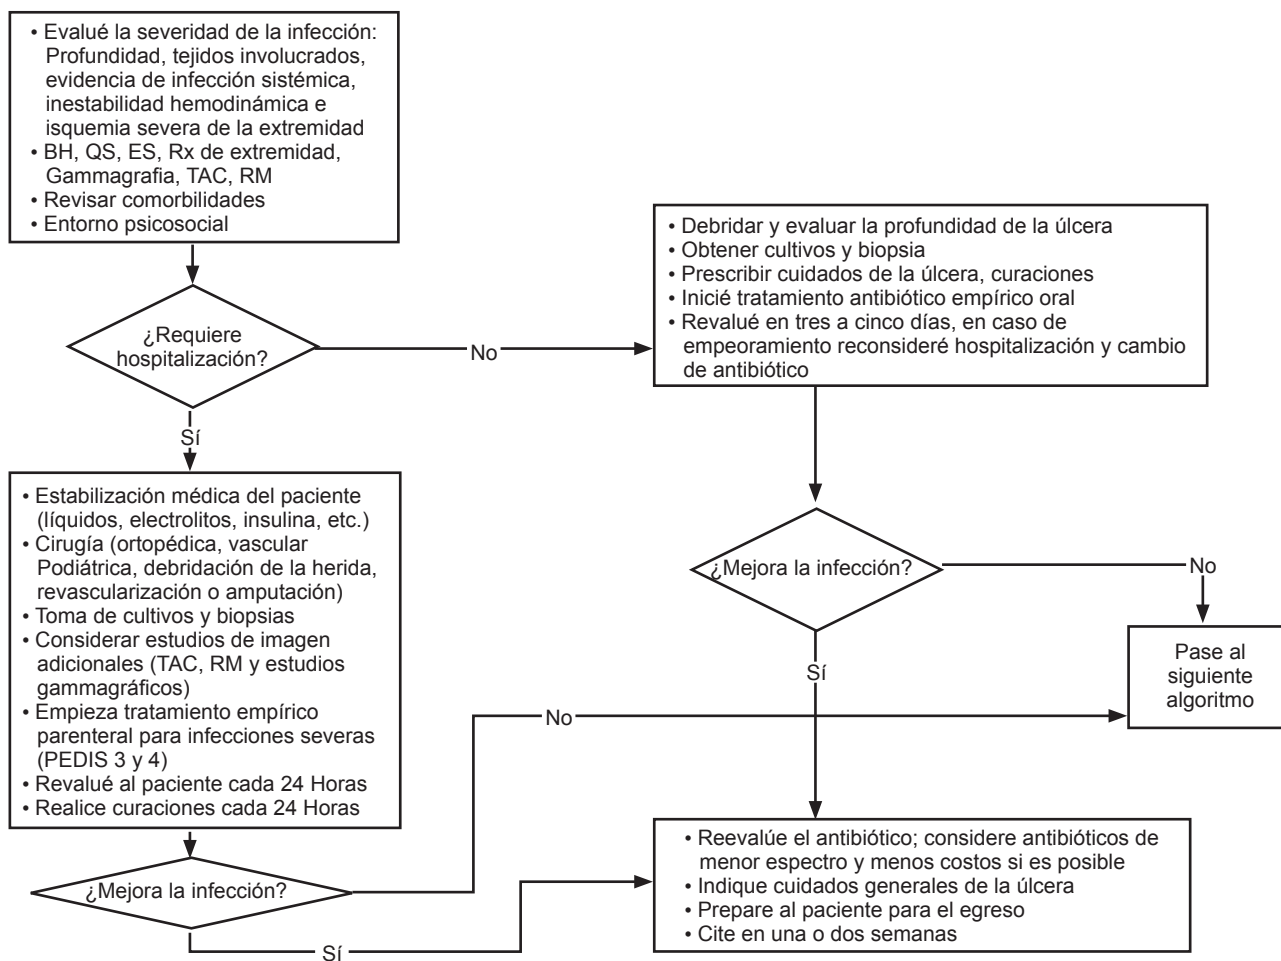 • Evalué la severidad de la infección:
Profundidad, tejidos involucrados,
evidencia de infección sistémica,
inestabilidad hemodinámica e
isquemia severa de la extremidad
• BH, QS, ES, Rx de extremidad,
Gammagrafia, TAC, RM
• Revisar comorbilidades
• Entorno psicosocial
¿Requiere
hospitalización?
No
• Debridar y evaluar la profundidad de la úlcera
• Obtener cultivos y biopsia
• Prescribir cuidados de la úlcera, curaciones
• Inicié tratamiento antibiótico empírico oral
• Revalué en tres a cinco días, en caso de
empeoramiento reconsideré hospitalización y cambio
de antibiótico
Sí
• Estabilización médica del paciente
(líquidos, electrolitos, insulina, etc.)
• Cirugía (ortopédica, vascular
Podiátrica, debridación de la herida,
revascularización o amputación)
• Toma de cultivos y biopsias
• Considerar estudios de imagen
adicionales (TAC, RM y estudios
gammagráficos)
• Empieza tratamiento empírico
parenteral para infecciones severas
(PEDIS 3 y 4)
• Revalué al paciente cada 24 Horas
• Realice curaciones cada 24 Horas
¿Mejora la infección?
No
Sí
Pase al
siguiente
algoritmo
No
¿Mejora la infección?
Sí
• Reevalúe el antibiótico; considere antibióticos de
menor espectro y menos costos si es posible
• Indique cuidados generales de la úlcera
• Prepare al paciente para el egreso
• Cite en una o dos semanas